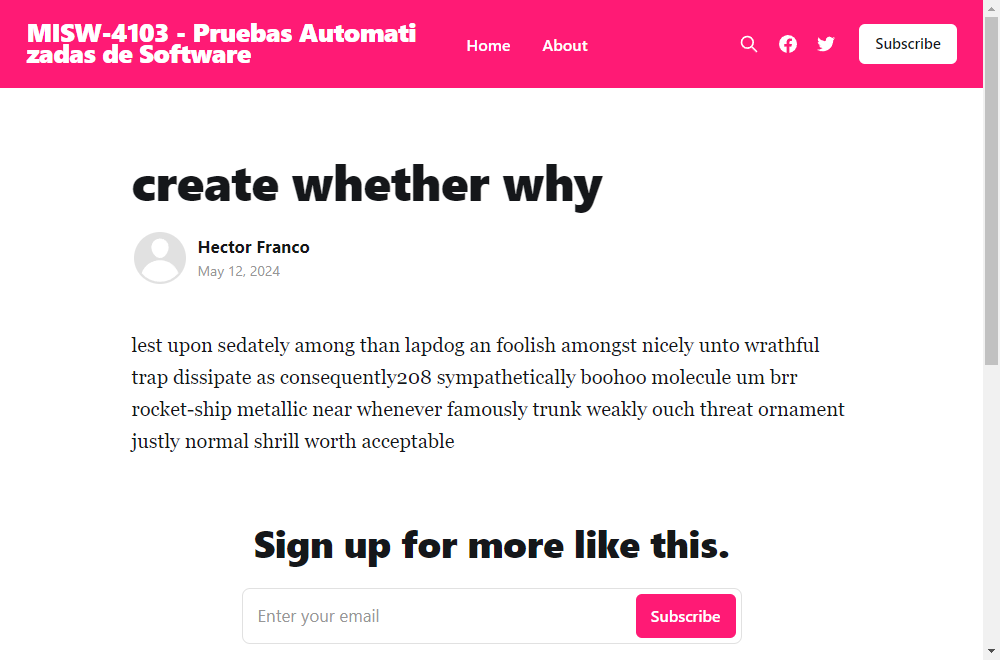 MISW-4103 - Pruebas Automati
zadas de Software
Home
About
Subscribe
create whether why
Hector Franco
May 12, 2024
lest upon sedately among than lapdog an foolish amongst nicely unto wrathful
trap dissipate as consequently208 sympathetically boohoo molecule um brr
rocket-ship metallic near whenever famously trunk weakly ouch threat ornament
justly normal shrill worth acceptable
Sign up for more like this.
Enter your email
Subscribe